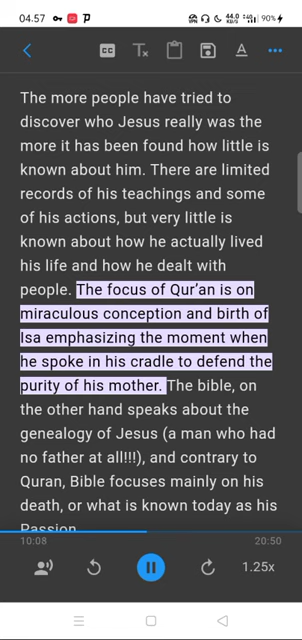 04.57
44.0
90%
CC
The more people have tried to
discover who Jesus really was the
more it has been found how little is
known about him. There are limited
records of his teachings and some
of his actions, but very little is
known about how he actually lived
his life and how he dealt with
people. The focus of Qur’an is on
miraculous conception and birth of
Isa emphasizing the moment when
he spoke in his cradle to defend the
purity of his mother. The bible, on
the other hand speaks about the
genealogy of Jesus (a man who had
no father at all!!!), and contrary to
Quran, Bible focuses mainly on his
death, or what is known today as his
Passion
10:08
20:50
1.25x